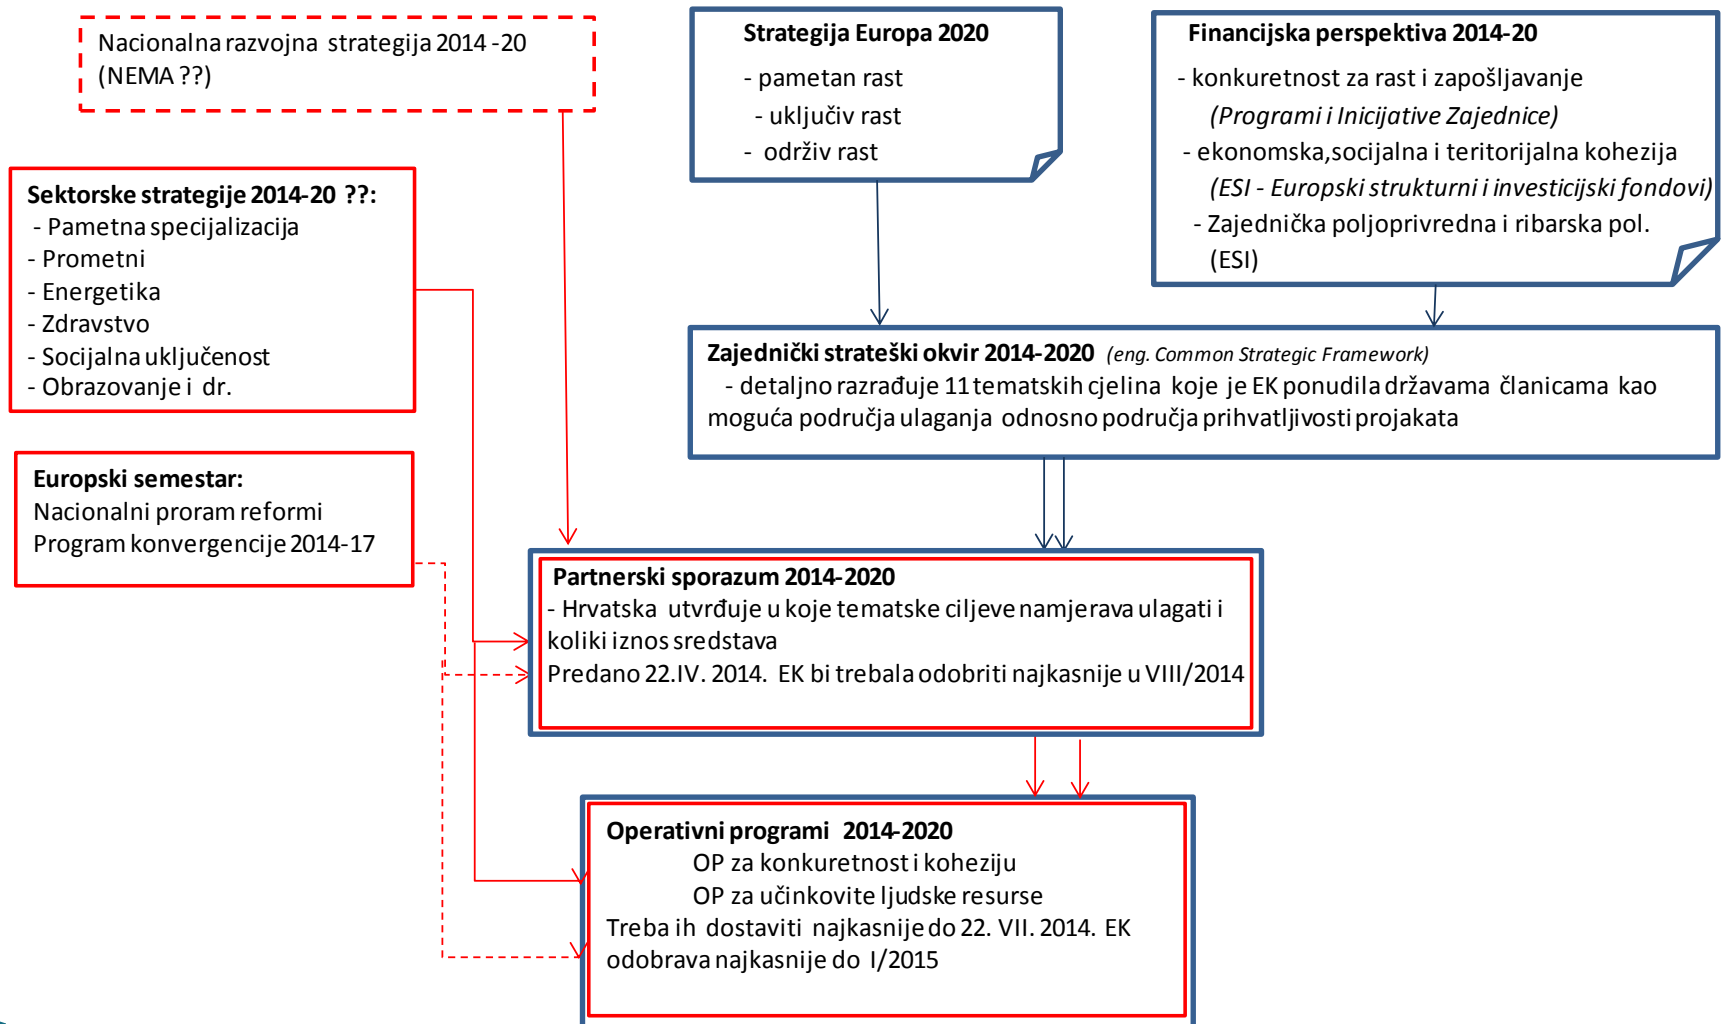 Nacionalna razvojna strategija 2014 -20
(NEMA ??)
Strategija Europa 2020
- pametan rast
- uključiv rast
- održiv rast
Financijska perspektiva 2014-20
- konkuretnost za rast i zapošljavanje
(Programi i Inicijative Zajednice)
- ekonomska,socijalna i teritorijalna kohezija
(ESI - Europski strukturni i investicijski fondovi)
- Zajednička poljoprivredna i ribarska pol.
(ESI)
Sektorske strategije 2014-20 ??:
- Pametna specijalizacija
- Prometni
- Energetika
- Zdravstvo
- Socijalna uključenost
- Obrazovanje i dr.
Zajednički strateški okvir 2014-2020 (eng. Common Strategic Framework)
- detaljno razrađuje 11 tematskih cjelina koje je EK ponudila državama članicama kao
moguća područja ulaganja odnosno područja prihvatljivosti projekata
Europski semestar:
Nacionalni proram reformi
Program konvergencije 2014-17
Partnerski sporazum 2014-2020
- Hrvatska utvrđuje u koje tematske ciljeve namjerava ulagati i
koliki iznos sredstava
Predano 22.IV. 2014. EK bi trebala odobriti najkasnije u VIII/2014
Operativni programi 2014-2020
OP za konkuretnost i koheziju
OP za učinkovite ljudske resurse
Treba ih dostaviti najkasnije do 22. VII. 2014. EK
odobrava najkasnije do I/2015